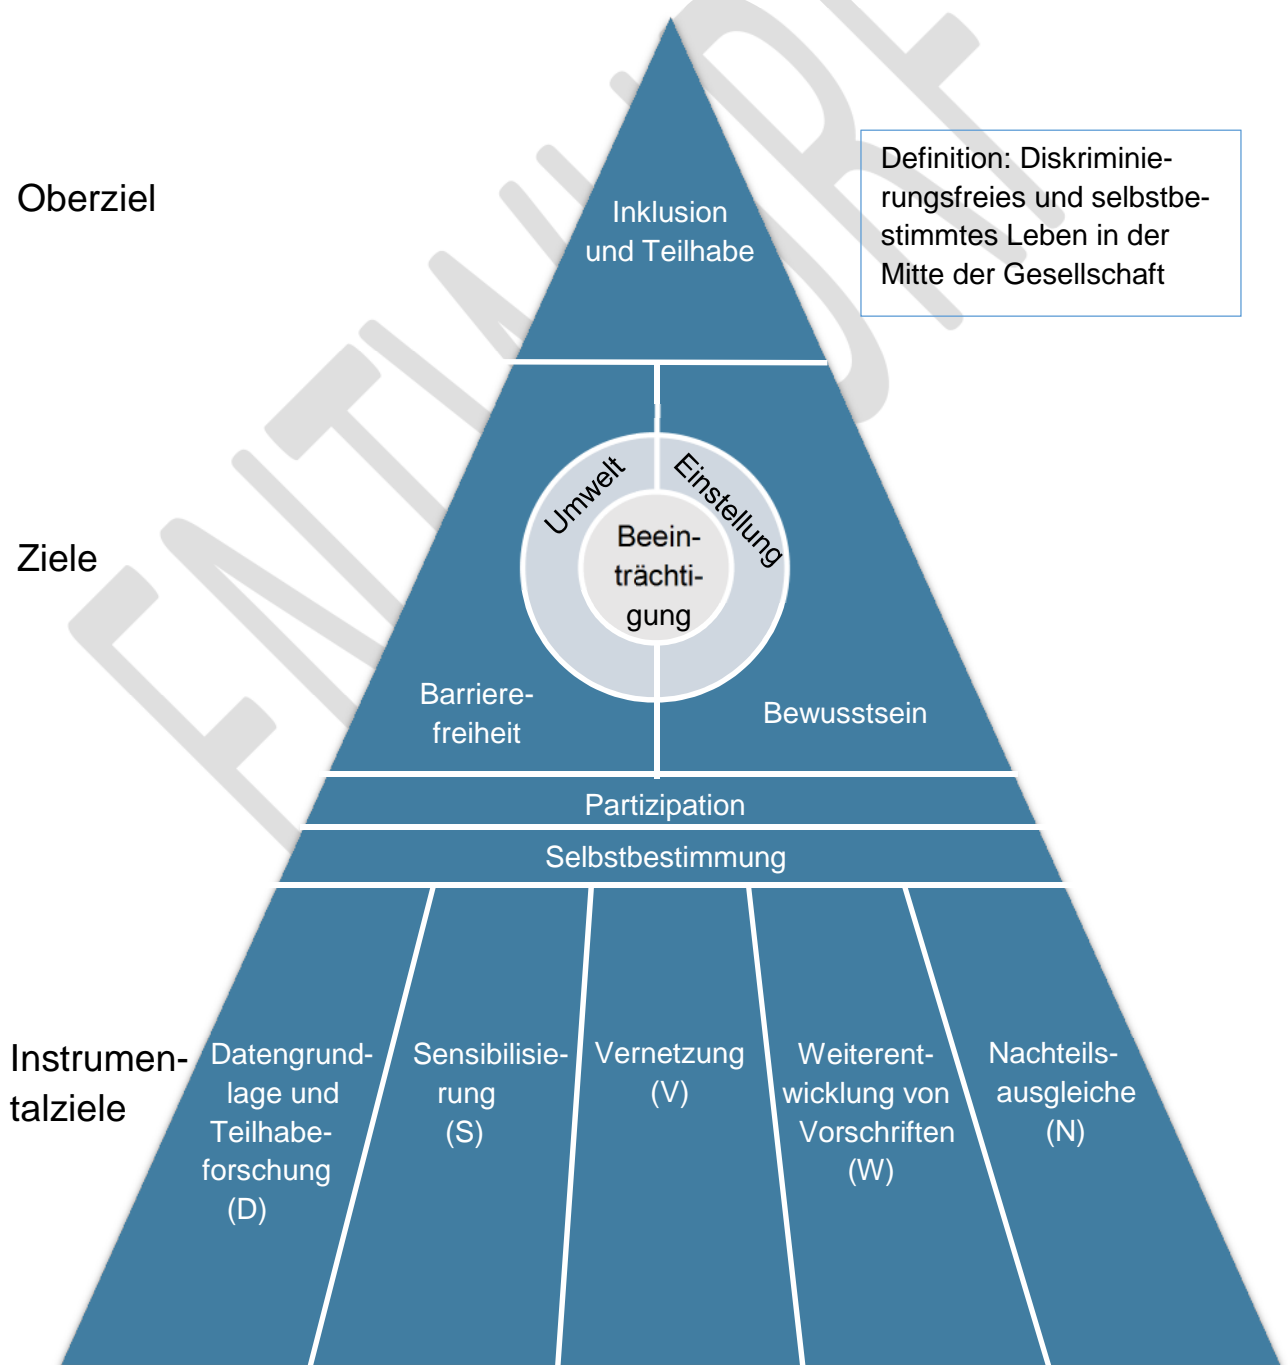 Oberziel
Inklusion
und Teilhabe
Definition: Diskriminie-
rungsfreies und selbstbe-
stimmtes Leben in der
Mitte der Gesellschaft
Ziele
Umwelt
Einstellung
Beein-
trächti-
gung
Barriere-
freiheit
Bewusstsein
Partizipation
Selbstbestimmung
Instrumen-
talziele
Datengrund-
lage und
Teilhabe-
forschung
(D)
Sensibilisie-
rung
(S)
Vernetzung
(V)
Weiterent-
wicklung von
Vorschriften
(W)
Nachteils-
ausgleiche
(N)
ENTWURF